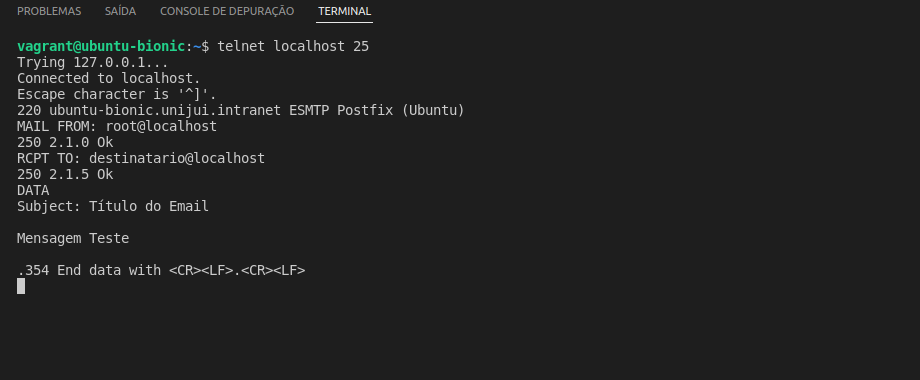 PROBLEMAS SAÍDA CONSOLE DE DEPURAÇÃO TERMINAL
vagrant@ubuntu-bionic:~$ telnet localhost 25
Trying 127.0.0.1...
Connected to localhost.
Escape character is '^]'.
220 ubuntu-bionic.unijui.intranet ESMTP Postfix (Ubuntu)
MAIL FROM: root@localhost
250 2.1.0 Ok
RCPT TO: destinatario@localhost
250 2.1.5 Ok
DATA
Subject: Título do Email
Mensagem Teste
.354 End data with <CR><LF>.<CR><LF>